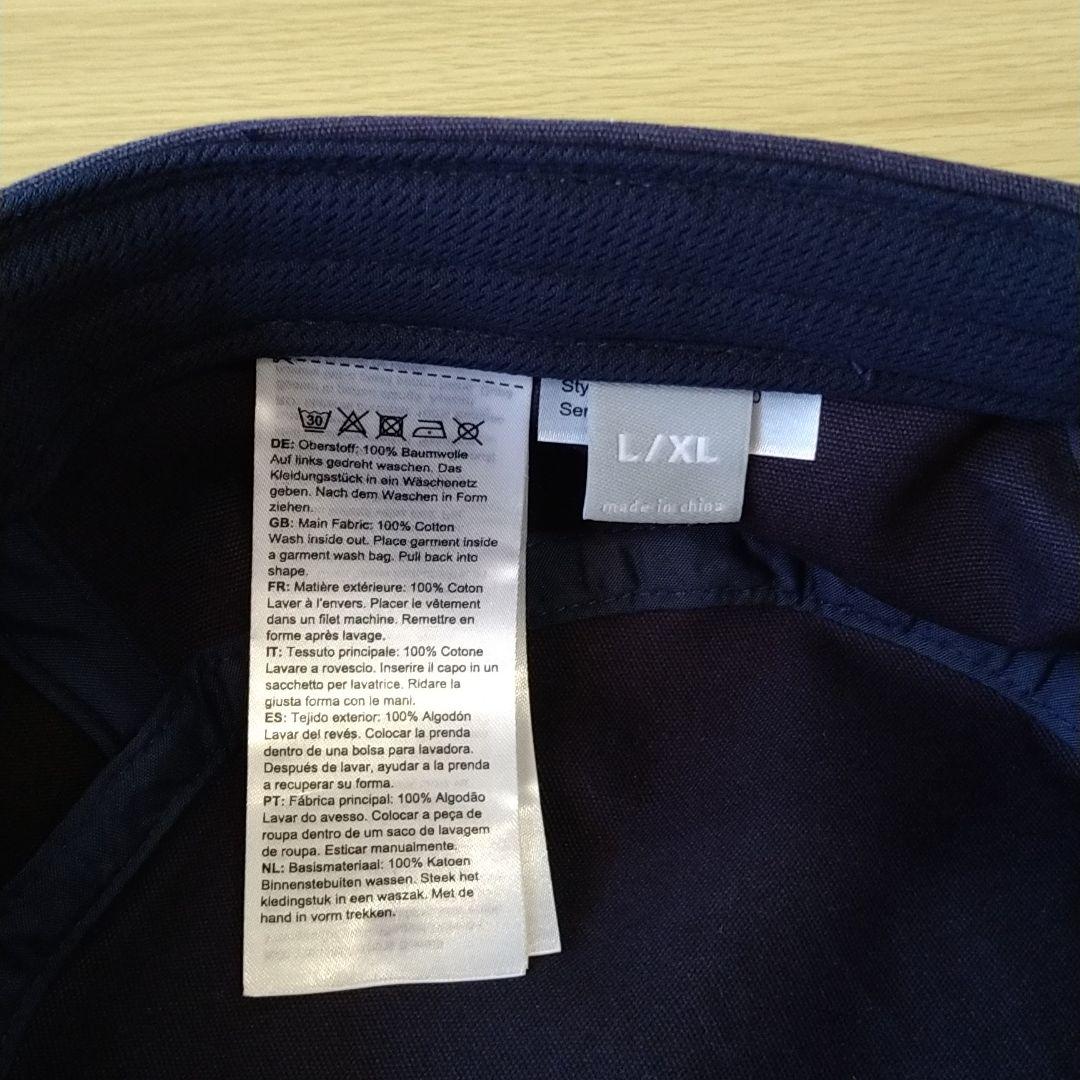 30
DE: Oberstoff: 100% Baumwolle
Auf links gedreht waschen. Das
Kleidungsstück in ein Wäschenetz
geben. Nach dem Waschen in Form
ziehen.
GB: Main Fabric: 100% Cotton
Wash inside out. Place garment inside
a garment wash bag. Pull back into
shape.
FR: Matière extérieure: 100% Coton
Laver à l'envers. Placer le vêtement
dans un filet machine. Remettre en
forme après lavage.
IT: Tessuto principale: 100% Cotone
Lavare a rovescio. Inserire il capo in un
sacchetto per lavatrice. Ridare la
giusta forma con le mani.
ES: Tejido exterior: 100% Algodón
Lavar del revés. Colocar la prenda
dentro de una bolsa para lavadora.
Después de lavar, ayudar a la prenda
a recuperar su forma.
PT: Fábrica principal: 100% Algodão
Lavar do avesso. Colocar a peça de
roupa dentro de um saco de lavagem
de roupa. Esticar manualmente.
NL: Basismateriaal: 100% Katoen
Binnenstebuiten wassen. Steek het
kledingstuk in een waszak. Met de
hand in vorm trekken.
Sty
Ser
L/XL
made in china